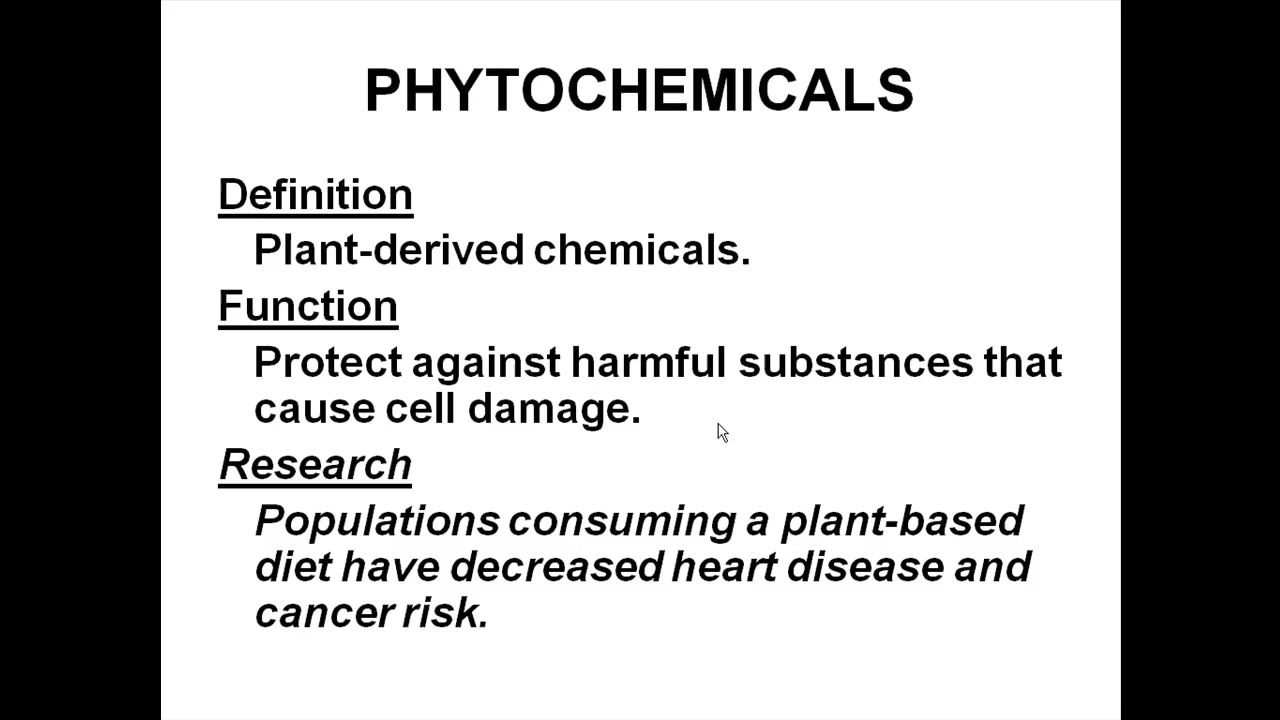 PHYTOCHEMICALS
Definition
Plant-derived chemicals.
Function
Protect against harmful substances that
cause cell damage.
Research
Populations consuming a plant-based
diet have decreased heart disease and
cancer risk.